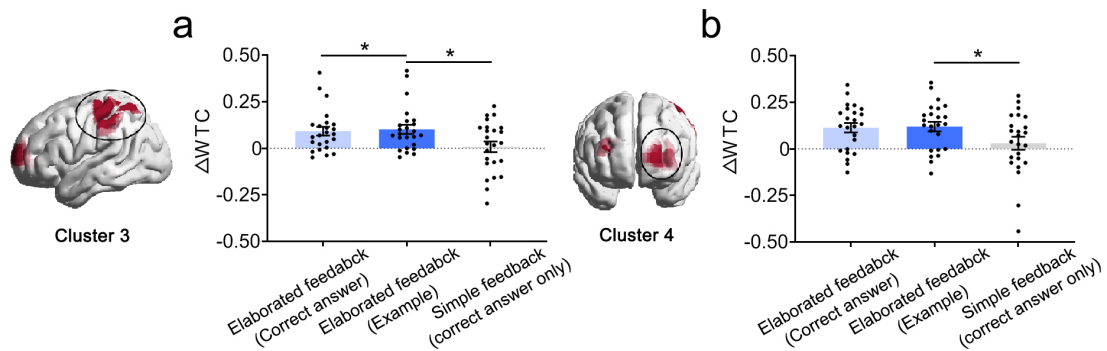 a
b
*
*
*
0.50
0.25
0
-0.25
-0.50
ΔWTC
0.50
0.25
0
-0.25
-0.50
ΔWTC
Cluster 3
Cluster 4
Elaborated feedabck
(Correct answer)
Elaborated feedabck
(Example)
Simple feedback
(correct answer only)
Elaborated feedabck
(Correct answer)
Elaborated feedabck
(Example)
Simple feedback
(correct answer only)